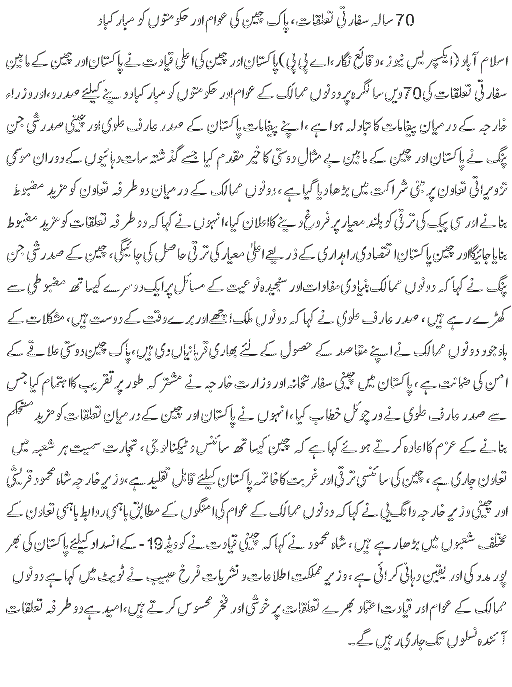 70 سالہ سفارتی تعلقات، پاک چین کی عوام اور حکومتوں کو مبارکباد
اسلام آباد (ایکسپریس نیوز، وقائع نگار، اے پی پی) پاکستان اور چین کی اعلیٰ قیادت نے پاکستان اور چین کے مابین
سفارتی تعلقات کی 70ویں سالگرہ پر دونوں ممالک کے عوام اور حکومتوں کو مبارکباد دینے کیلئے صدور، اور وزراء
خارجہ کے درمیان پیغامات کا تبادلہ ہوا ہے، اپنے پیغامات پاکستان کے صدر عارف علوی اور چینی صدر شی جن
پنگ نے پاکستان اور چین کے مابین بے مثال دوستی کا خیر مقدم کیا جسے گذشتہ سات دہائیوں کے دوران موسمی
تزویراتی تعاون پر مبنی شراکت میں بڑھا دیا گیا ہے، دونوں ممالک کے درمیان دو طرفہ تعاون کو مزید مضبوط
بنانے اور سی پیک کی ترقی کو بلند معیار پر فروغ دینے کا اعلان کیا، انہوں نے کہا کہ دو طرفہ تعلقات کو مزید مضبوط
بنایا جائیگا اور چین پاکستان اقتصادی راہداری کے ذریعے اعلیٰ معیار کی ترقی حاصل کی جائیگی، چین کے صدر شی جن
پنگ نے کہا کہ دونوں ممالک بنیادی مفادات اور سنجیدہ نوعیت کے مسائل پر ایک دوسرے کیساتھ مضبوطی سے
کھڑے رہے ہیں، صدر عارف علوی نے کہا کہ دونوں ملک اچھے اور برے وقت کے دوست ہیں، مشکلات کے
باوجود دونوں ممالک نے اپنے مقاصد کے حصول کے لئے بھاری قربانیاں دی ہیں، پاک چین دوستی علاقے کے
امن کی ضمانت ہے، پاکستان میں چینی سفارتخانہ اور وزارت خارجہ نے مشترکہ طور پر تقریب کا اہتمام کیا جس
سے صدر عارف علوی نے ورچوئل خطاب کیا، انہوں نے پاکستان اور چین کے درمیان تعلقات کو مزید مستحکم
بنانے کے عزم کا اعادہ کرتے ہوئے کہا ہے کہ چین کیساتھ سائنس و ٹیکنالوجی، تجارت سمیت ہر شعبہ میں
تعاون جاری ہے، چین کی سائنسی ترقی اور غربت کا خاتمہ پاکستان کیلئے قابل تقلید ہے، وزیر خارجہ شاہ محمود قریشی
اور چینی وزیر خارجہ وانگ یی نے کہا کہ دونوں ممالک کے عوام کی امنگوں کے مطابق باہمی روابط باہمی تعاون کے
مختلف شعبوں میں بڑھا رہے ہیں، شاہ محمود نے کہا کہ چینی قیادت نے کووڈ 19- کے انسداد کیلئے پاکستان کی بھر
پور مدد کی اور یقین دہانی کرائی ہے، وزیر مملکت اطلاعات و نشریات فرخ حبیب نے ٹویٹ میں کہا ہے دونوں
ممالک کے عوام اور قیادت اعتماد بھرے تعلقات پر خوشی اور فخر محسوس کرتے ہیں، امید ہے دو طرفہ تعلقات
آئندہ نسلوں تک جاری رہیں گے۔